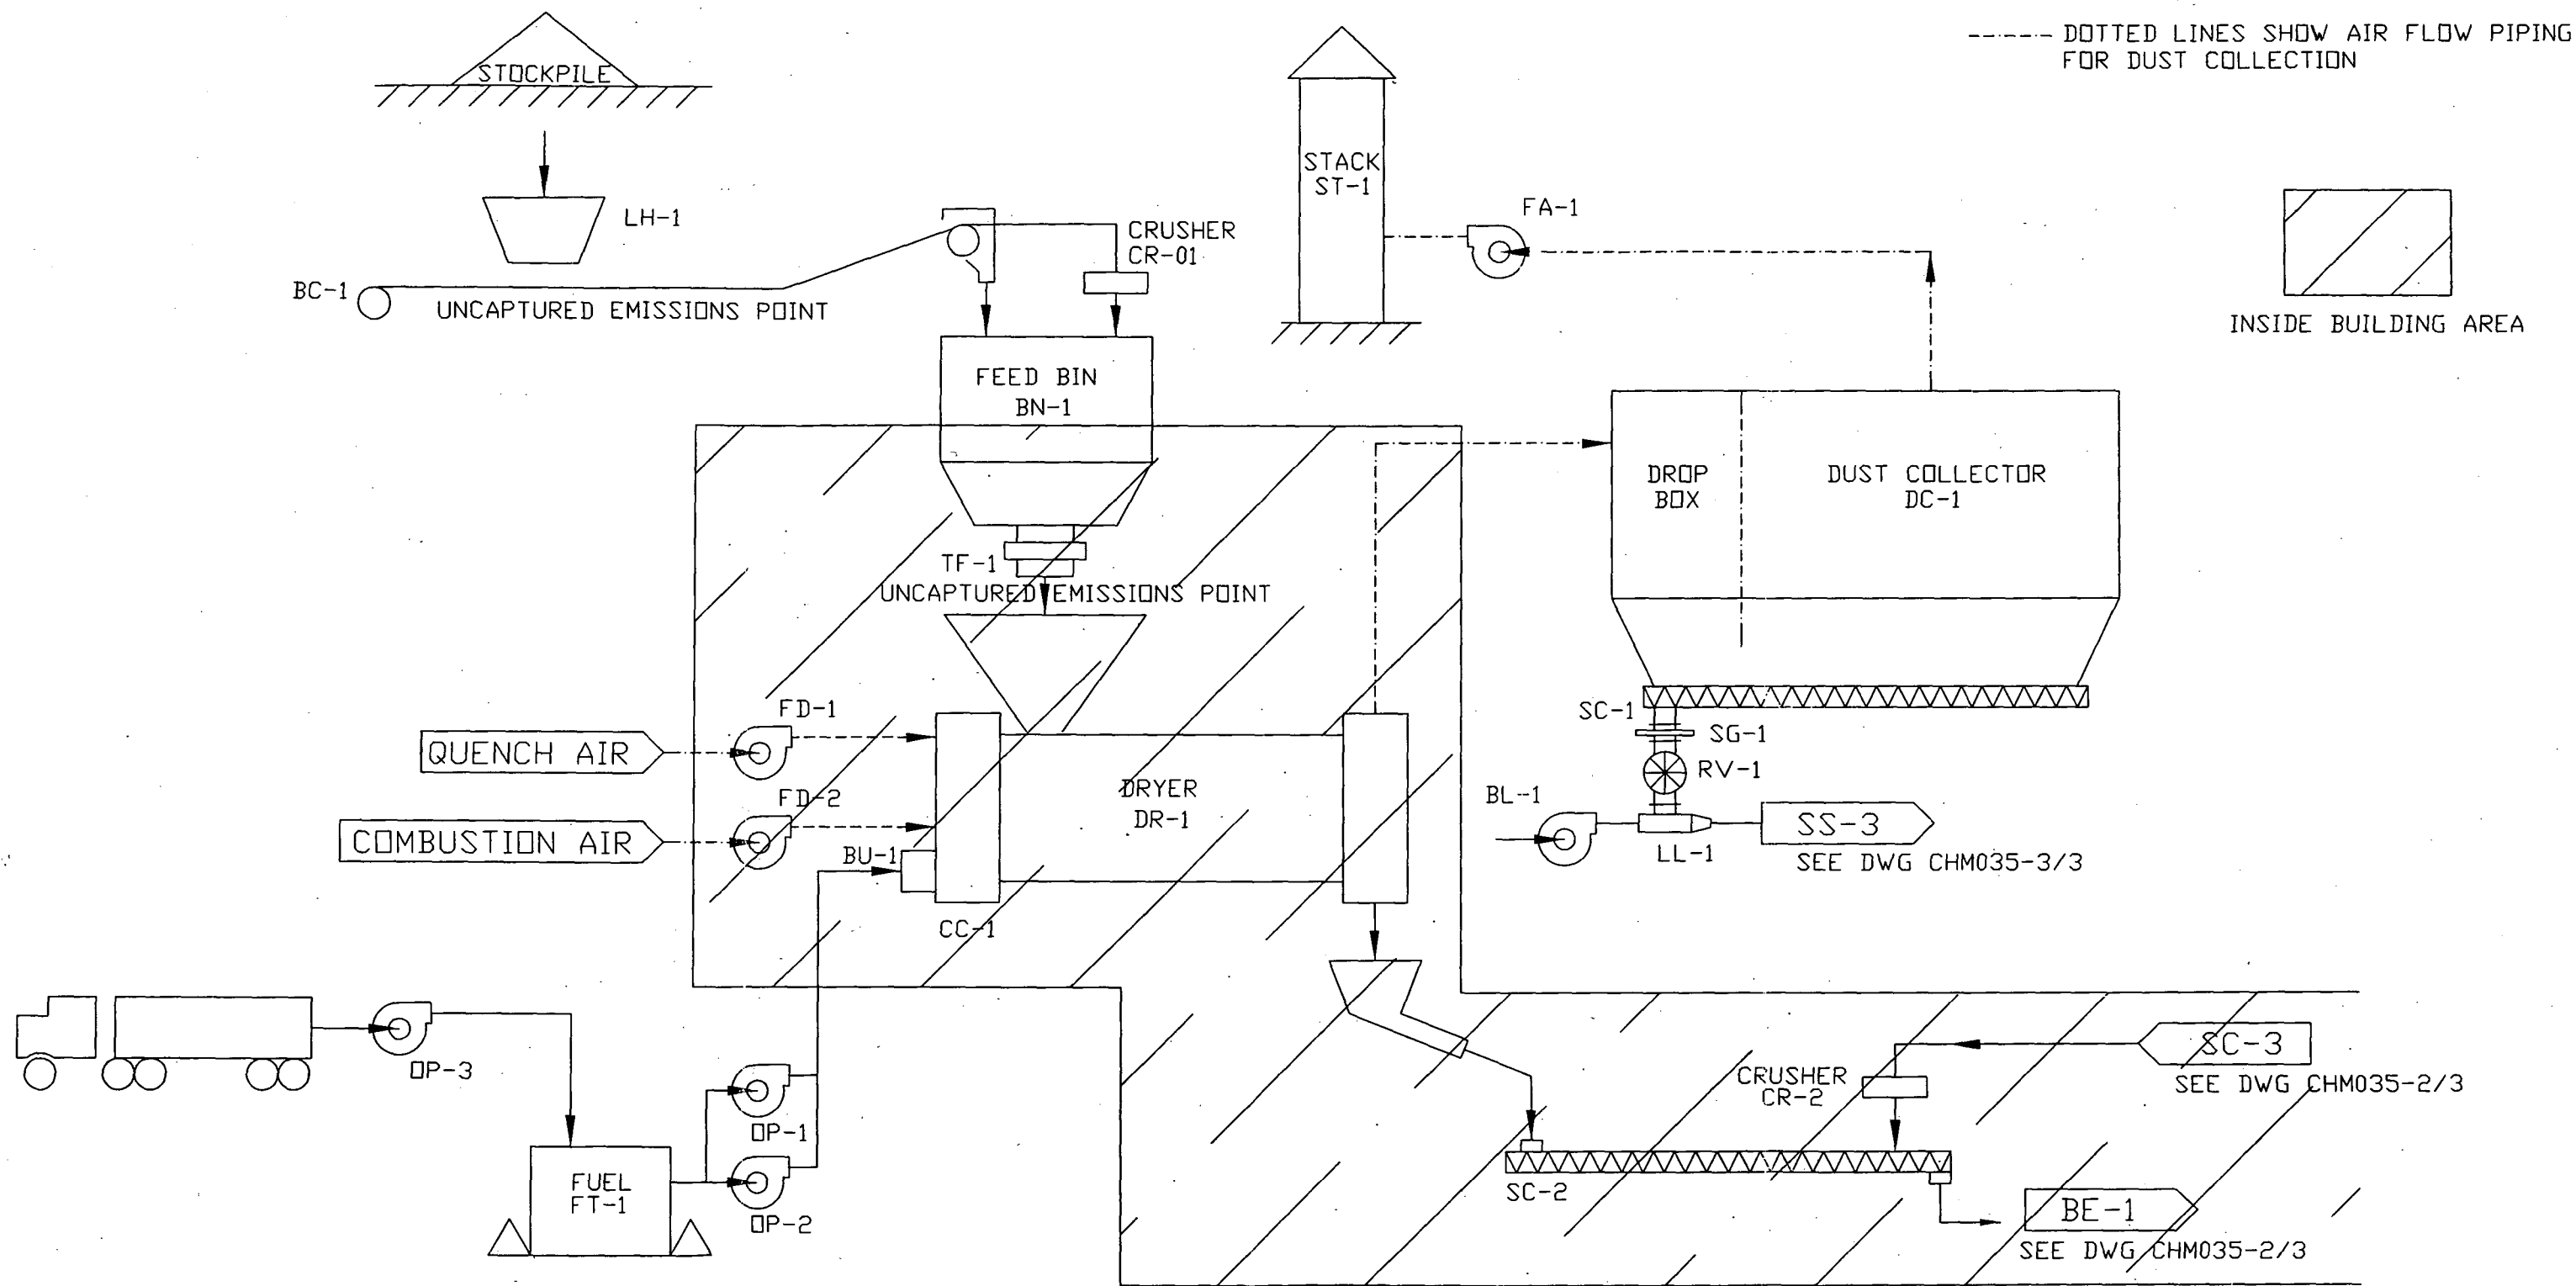 DOTTED LINES SHOW AIR FLOW PIPING
FOR DUST COLLECTION
STOCKPILE
LH-1
BC-1
UNCAPTURED EMISSIONS POINT
CRUSHER
CR-01
FEED BIN
BN-1
STACK
ST-1
FA-1
INSIDE BUILDING AREA
DROP
BOX
DUST COLLECTOR
DC-1
TF-1
UNCAPTURED EMISSIONS POINT
QUENCH AIR
FD-1
COMBUSTION AIR
FD-2
BU-1
CC-1
DRYER
DR-1
SC-1
SG-1
RV-1
BL-1
LL-1
SS-3
SEE DWG CHM035-3/3
OP-3
OP-1
OP-2
FUEL
FT-1
CRUSHER
CR-2
SC-3
SEE DWG CHM035-2/3
SC-2
BE-1
SEE DWG CHM035-2/3